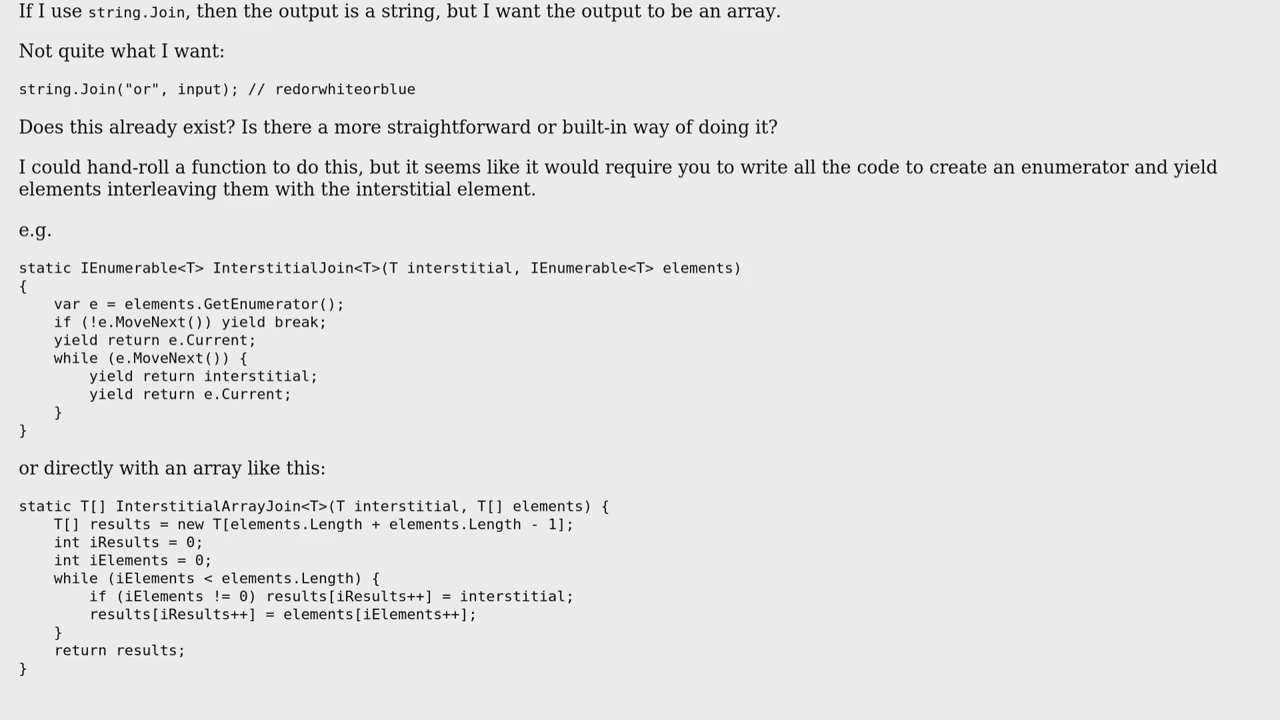 If I use string.Join, then the output is a string, but I want the output to be an array.
Not quite what I want:
string.Join("or", input); // redorwhiteorblue
Does this already exist? Is there a more straightforward or built-in way of doing it?
I could hand-roll a function to do this, but it seems like it would require you to write all the code to create an enumerator and yield
elements interleaving them with the interstitial element.
e.g.
static IEnumerable<T> InterstitialJoin<T>(T interstitial, IEnumerable<T> elements)
{
    var e = elements.GetEnumerator();
    if (!e.MoveNext()) yield break;
    yield return e.Current;
    while (e.MoveNext()) {
        yield return interstitial;
        yield return e.Current;
    }
}
or directly with an array like this:
static T[] InterstitialArrayJoin<T>(T interstitial, T[] elements) {
    T[] results = new T[elements.Length + elements.Length - 1];
    int iResults = 0;
    int iElements = 0;
    while (iElements < elements.Length) {
        if (iElements != 0) results[iResults++] = interstitial;
        results[iResults++] = elements[iElements++];
    }
    return results;
}